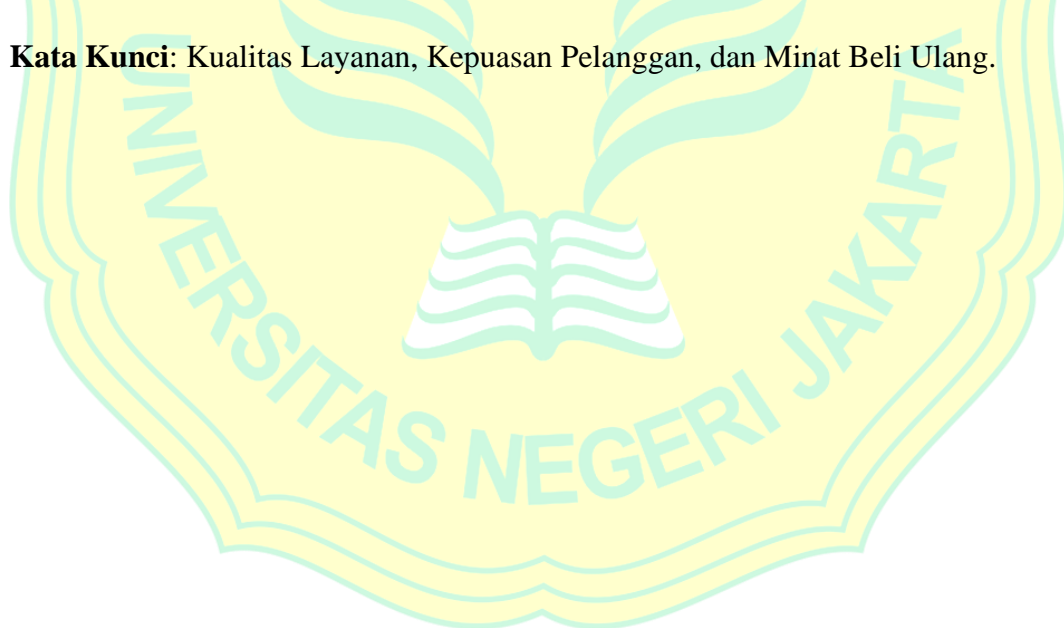 Kata Kunci: Kualitas Layanan, Kepuasan Pelanggan, dan Minat Beli Ulang.
UNIVERSITAS NEGERI JAKARTA